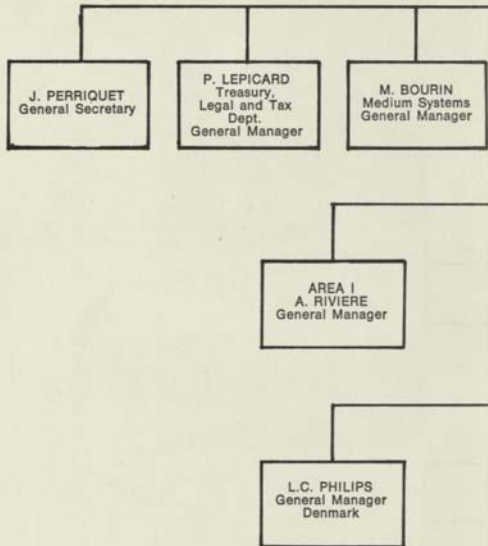 J. PERRIQUET
General Secretary
P. LEPICARD
Treasury,
Legal and Tax
Dept.
General Manager
M. BOURIN
Medium Systems
General Manager
AREA I
A. RIVIERE
General Manager
L.C. PHILIPS
General Manager
Denmark